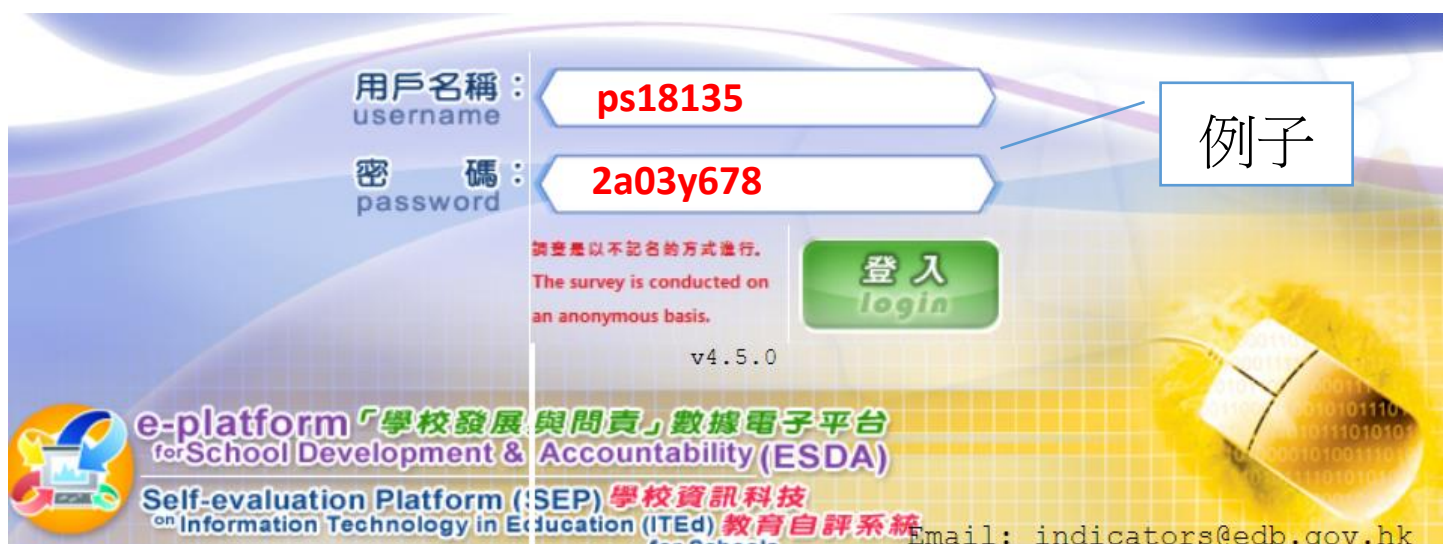 用戶名稱：
username
ps18135
例子
密 碼：
password
2a03y678
調查是以不記名的方式進行。
The survey is conducted on
an anonymous basis.
登入
login
v4.5.0
e-platform「學校發展與問責」數據電子平台
for School Development & Accountability (ESDA)
Self-evaluation Platform (SEP) 學校資訊科技
on Information Technology in Education (ITEd) 教育自評系統
for Schools
Email: indicators@edb.gov.hk